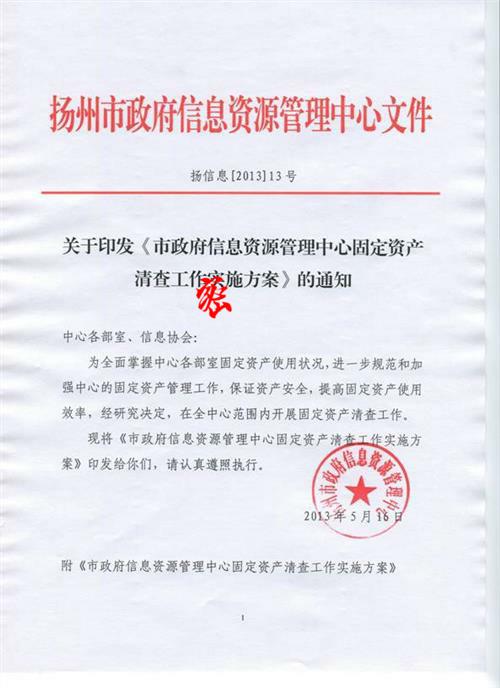 扬州市政府信息资源管理中心文件
扬信息[2013]13号
关于印发《市政府信息资源管理中心固定资产
清查工作实施方案》的通知
中心各部室、信息协会:
为全面掌握中心各部室固定资产使用状况,进一步规范和加
强中心的固定资产管理工作,保证资产安全,提高固定资产使用
效率,经研究决定,在全中心范围内开展固定资产清查工作。
现将《市政府信息资源管理中心固定资产清查工作实施方
案》印发给你们,请认真遵照执行。
扬州市政府信息资源管理中心
2013年5月16日
附《市政府信息资源管理中心固定资产清查工作实施方案》
1